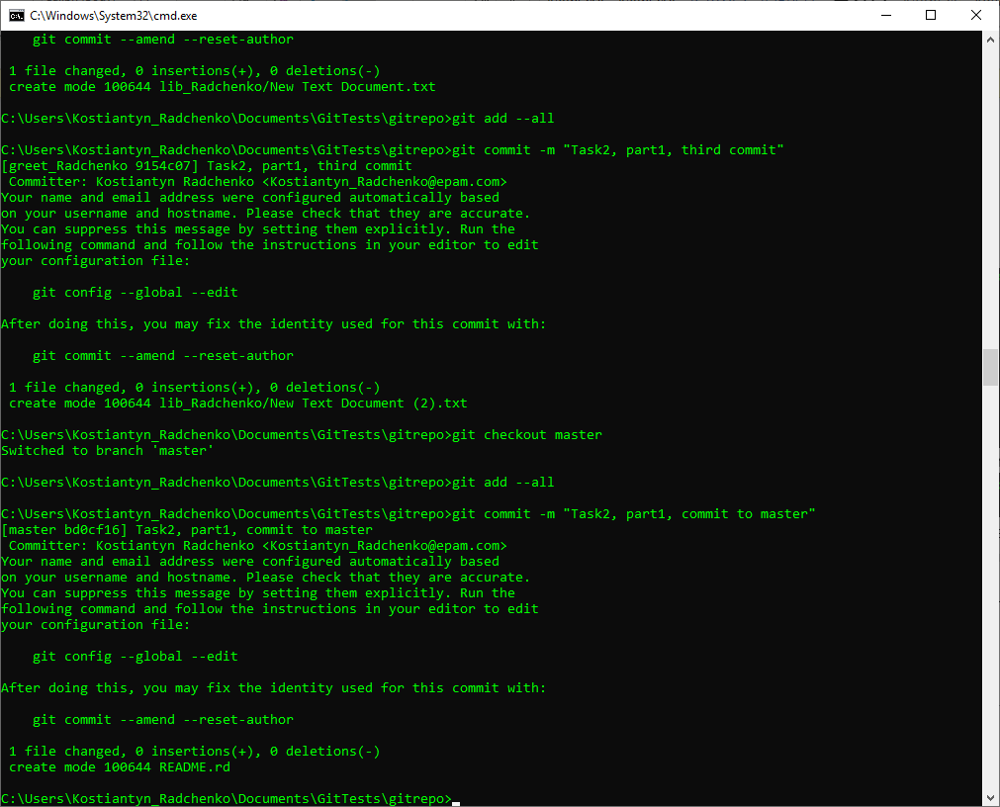 C:\Windows\System32\cmd.exe
git commit --amend --reset-author
1 file changed, 0 insertions(+), 0 deletions(-)
create mode 100644 lib_Radchenko/New Text Document.txt
C:\Users\Kostiantyn_Radchenko\Documents\GitTests\gitrepo>git add --all
C:\Users\Kostiantyn_Radchenko\Documents\GitTests\gitrepo>git commit -m "Task2, part1, third commit"
[greet_Radchenko 9154c07] Task2, part1, third commit
Committer: Kostiantyn Radchenko <Kostiantyn_Radchenko@epam.com>
Your name and email address were configured automatically based
on your username and hostname. Please check that they are accurate.
You can suppress this message by setting them explicitly. Run the
following command and follow the instructions in your editor to edit
your configuration file:
git config --global --edit
After doing this, you may fix the identity used for this commit with:
git commit --amend --reset-author
1 file changed, 0 insertions(+), 0 deletions(-)
create mode 100644 lib_Radchenko/New Text Document (2).txt
C:\Users\Kostiantyn_Radchenko\Documents\GitTests\gitrepo>git checkout master
Switched to branch 'master'
C:\Users\Kostiantyn_Radchenko\Documents\GitTests\gitrepo>git add --all
C:\Users\Kostiantyn_Radchenko\Documents\GitTests\gitrepo>git commit -m "Task2, part1, commit to master"
[master bd0cf16] Task2, part1, commit to master
Committer: Kostiantyn Radchenko <Kostiantyn_Radchenko@epam.com>
Your name and email address were configured automatically based
on your username and hostname. Please check that they are accurate.
You can suppress this message by setting them explicitly. Run the
following command and follow the instructions in your editor to edit
your configuration file:
git config --global --edit
After doing this, you may fix the identity used for this commit with:
git commit --amend --reset-author
1 file changed, 0 insertions(+), 0 deletions(-)
create mode 100644 README.rd
C:\Users\Kostiantyn_Radchenko\Documents\GitTests\gitrepo>